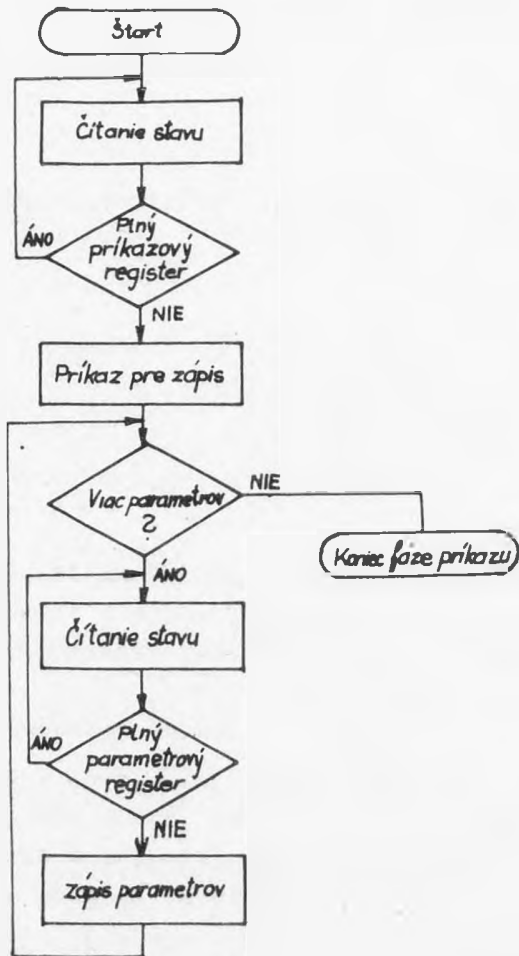 Štart
Čítanie stavu
Plný
príkazový
register
ÁNO
NIE
Príkaz pre zápis
Viac parametrov
?
NIE
Koniec faze príkazu
ÁNO
Čítanie stavu
Plný
parametrový
register
ÁNO
NIE
zápis parametrov